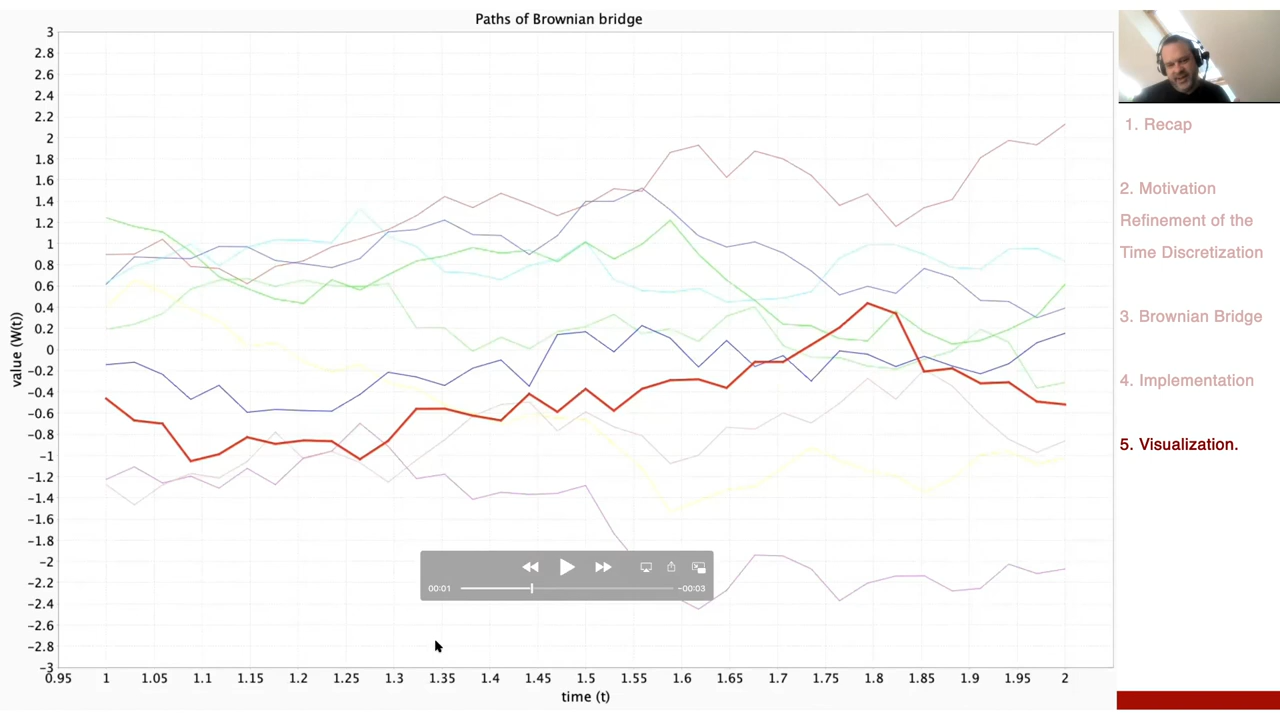 Paths of Brownian bridge
3
2.8
2.6
2.4
2.2
2
1.8
1.6
1.4
1.2
1
0.8
0.6
0.4
0.2
0
−0.2
−0.4
−0.6
−0.8
−1
−1.2
−1.4
−1.6
−1.8
−2
−2.2
−2.4
−2.6
−2.8
−3
value (W(t))
0.95 1 1.05 1.1 1.15 1.2 1.25 1.3 1.35 1.4 1.45 1.5 1.55 1.6 1.65 1.7 1.75 1.8 1.85 1.9 1.95 2
time (t)
00:01 −00:03
1. Recap
2. Motivation
Refinement of the
Time Discretization
3. Brownian Bridge
4. Implementation
5. Visualization.